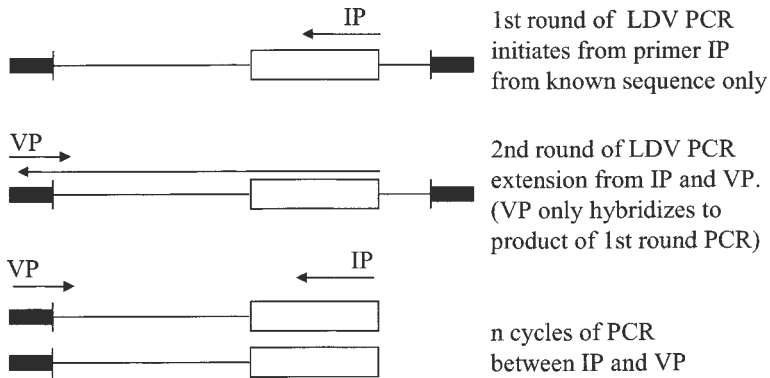 IP
1st round of LDV PCR
initiates from primer IP
from known sequence only
VP
2nd round of LDV PCR
extension from IP and VP.
(VP only hybridizes to
product of 1st round PCR)
VP
IP
n cycles of PCR
between IP and VP